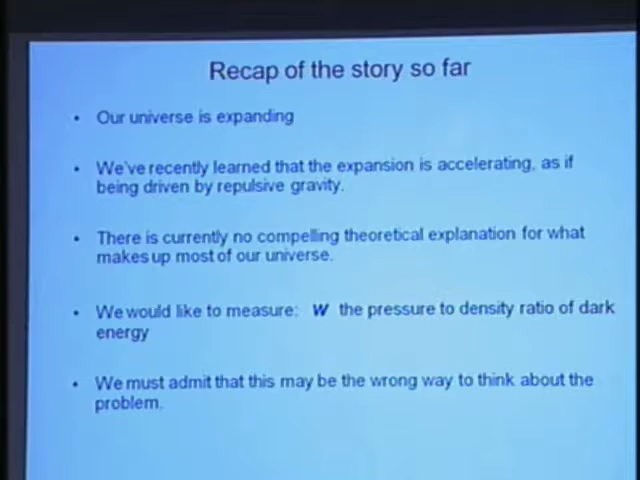 Recap of the story so far
• Our universe is expanding
• We've recently learned that the expansion is accelerating, as if
being driven by repulsive gravity.
• There is currently no compelling theoretical explanation for what
makes up most of our universe.
• We would like to measure: w the pressure to density ratio of dark
energy
• We must admit that this may be the wrong way to think about the
problem.